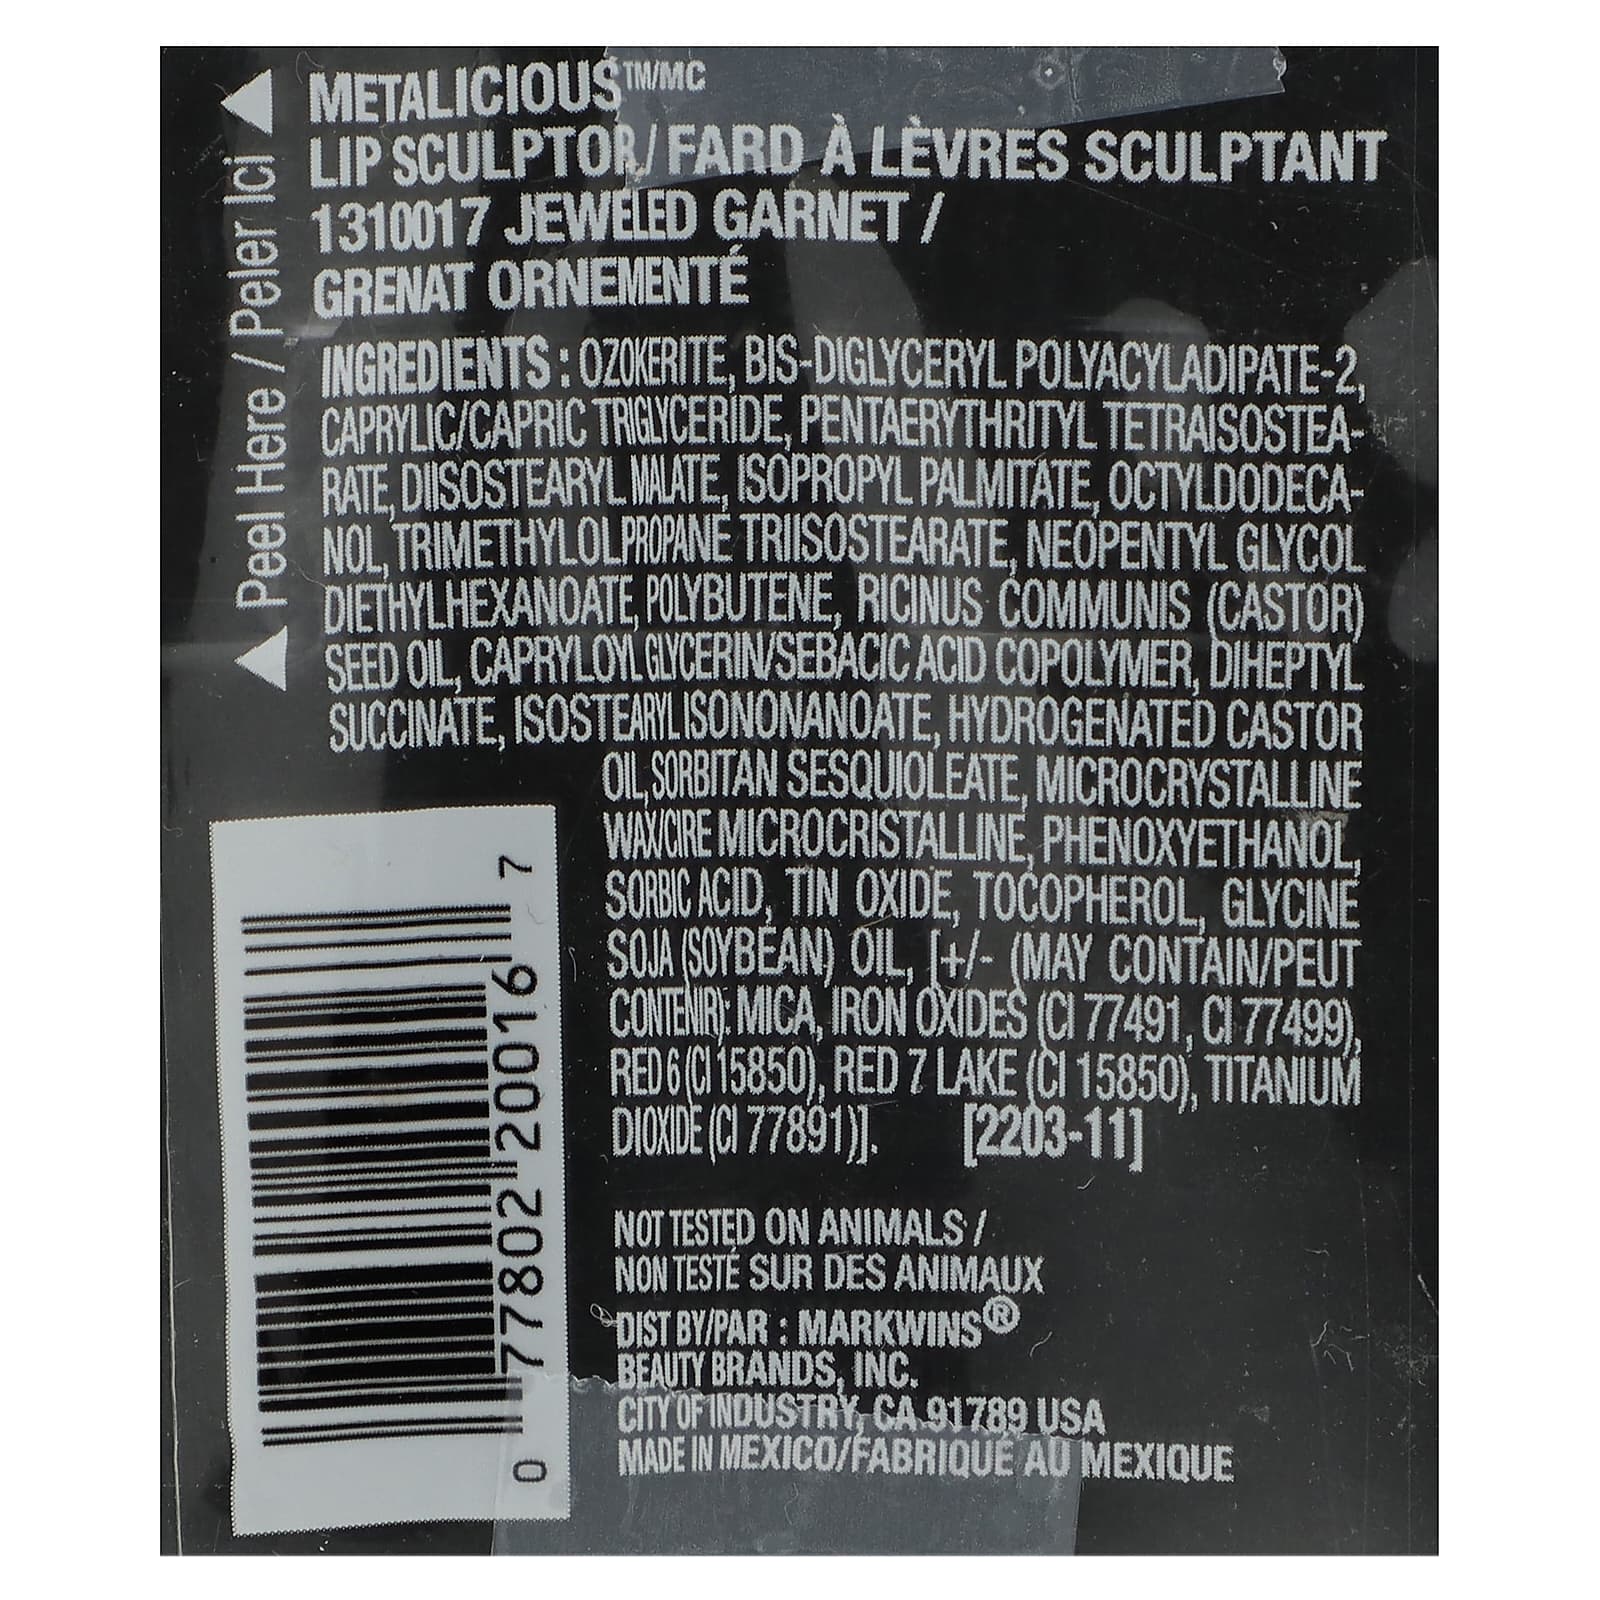 METALICIOUS™/MC
LIP SCULPTOR / FARD À LÈVRES SCULPTANT
1310017 JEWELED GARNET /
GRENAT ORNEMENTÉ
Peel Here / Peler Ici
INGREDIENTS : OZOKERITE, BIS-DIGLYCERYL POLYACYLADIPATE-2,
CAPRYLIC/CAPRIC TRIGLYCERIDE, PENTAERYTHRITYL TETRAISOSTEA-
RATE, DIISOSTEARYL MALATE, ISOPROPYL PALMITATE, OCTYLDODECA-
NOL, TRIMETHYLOLPROPANE TRIISOSTEARATE, NEOPENTYL GLYCOL
DIETHYLHEXANOATE, POLYBUTENE, RICINUS COMMUNIS (CASTOR)
SEED OIL, CAPRYLOYL GLYCERIN/SEBACIC ACID COPOLYMER, DIHEPTYL
SUCCINATE, ISOSTEARYL ISONONANOATE, HYDROGENATED CASTOR
OIL, SORBITAN SESQUIOLEATE, MICROCRYSTALLINE
WAX/CIRE MICROCRISTALLINE, PHENOXYETHANOL,
SORBIC ACID, TIN OXIDE, TOCOPHEROL, GLYCINE
SOJA (SOYBEAN) OIL, [+/- (MAY CONTAIN/PEUT
CONTENIR): MICA, IRON OXIDES (CI 77491, CI 77499),
RED 6 (CI 15850), RED 7 LAKE (CI 15850), TITANIUM
DIOXIDE (CI 77891)]. [2203-11]
NOT TESTED ON ANIMALS /
NON TESTÉ SUR DES ANIMAUX
DIST BY/PAR : MARKWINS®
BEAUTY BRANDS, INC.
CITY OF INDUSTRY, CA 91789 USA
MADE IN MEXICO/FABRIQUÉ AU MEXIQUE
0 77802 20016 7